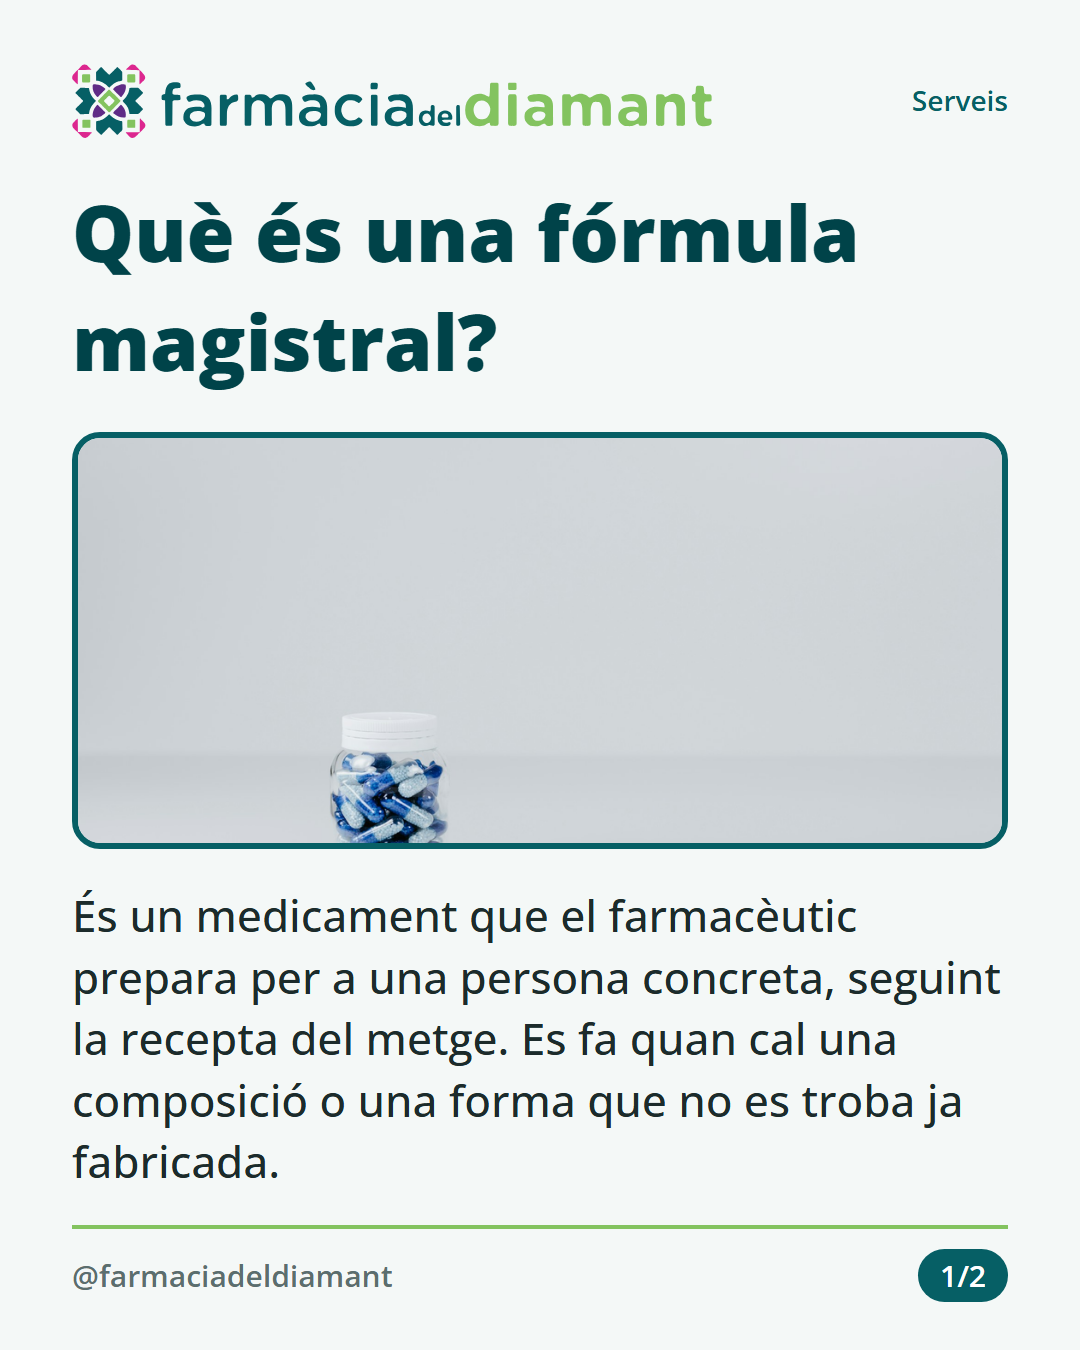 farmàciadeldiamant
Serveis
Què és una fórmula
magistral?
És un medicament que el farmacèutic
prepara per a una persona concreta, seguint
la recepta del metge. Es fa quan cal una
composició o una forma que no es troba ja
fabricada.
@farmaciadeldiamant
1/2